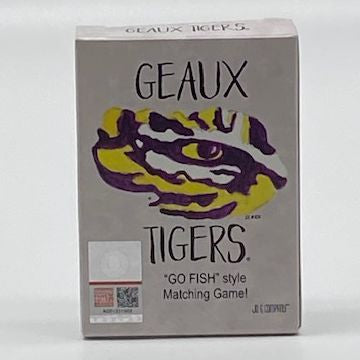 GEAUX TIGERS®
GEAUX
TIGERS®
"GO FISH" style
Matching Game!